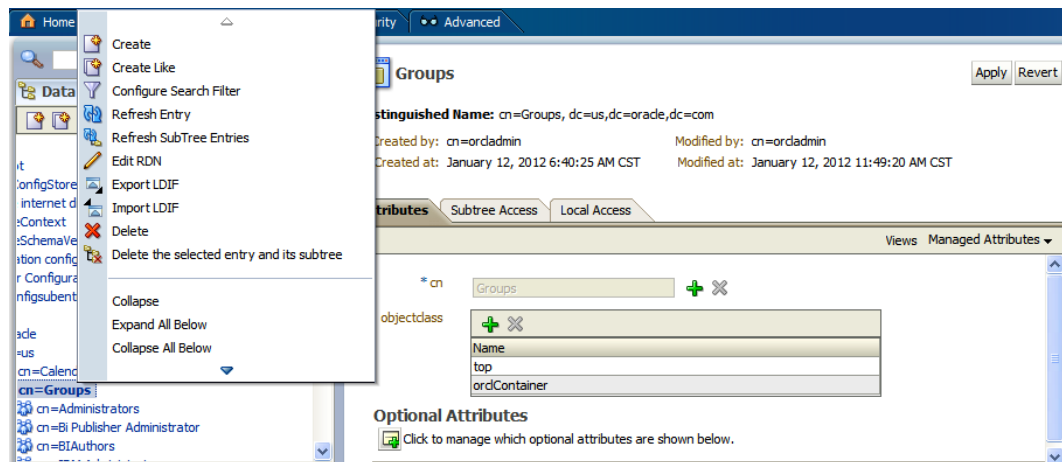 Home
rity
Advanced
Create
Create Like
Configure Search Filter
Refresh Entry
Refresh SubTree Entries
Edit RDN
Export LDIF
Import LDIF
Delete
Delete the selected entry and its subtree
Collapse
Expand All Below
Collapse All Below
Data
t
ConfigStore
internet d
eContext
eSchemaVe
ation config
r Configura
nfigsubent
acle
=us
cn=Calend
cn=Groups
cn=Administrators
cn=Bi Publisher Administrator
cn=BIAuthors
Groups
Apply Revert
stinguished Name: cn=Groups, dc=us,dc=oracle,dc=com
Created by: cn=orcladmin Modified by: cn=orcladmin
Created at: January 12, 2012 6:40:25 AM CST Modified at: January 12, 2012 11:49:20 AM CST
tributes Subtree Access Local Access
Views Managed Attributes
* cn Groups
objectclass
Name
top
orclContainer
Optional Attributes
Click to manage which optional attributes are shown below.